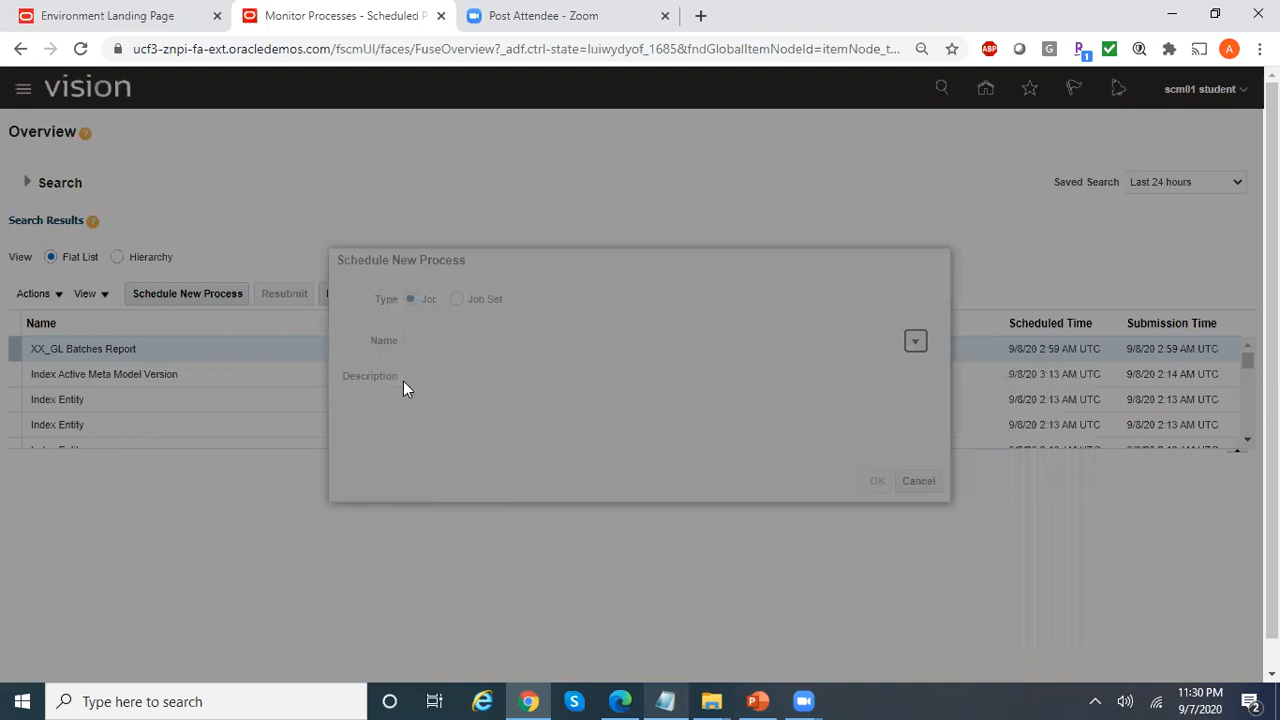 Environment Landing Page
Monitor Processes - Scheduled P
Post Attendee - Zoom
ucf3-znpi-fa-ext.oracledemos.com/fscmUI/faces/FuseOverview?_adf.ctrl-state=luiwydyof_1685&fndGlobalItemNodeId=itemNode_t...
vision
scm01 student
Overview
Search
Saved Search Last 24 hours
Search Results
View Flat List Hierarchy
Actions View Schedule New Process Resubmit
Name Scheduled Time Submission Time
XX_GL Batches Report 9/8/20 2:59 AM UTC 9/8/20 2:59 AM UTC
Index Active Meta Model Version 9/8/20 3:13 AM UTC 9/8/20 2:14 AM UTC
Index Entity 9/8/20 2:13 AM UTC 9/8/20 2:13 AM UTC
Index Entity 9/8/20 2:13 AM UTC 9/8/20 2:13 AM UTC
Schedule New Process
Type Job Job Set
Name
Description
OK Cancel
Type here to search
11:30 PM
9/7/2020